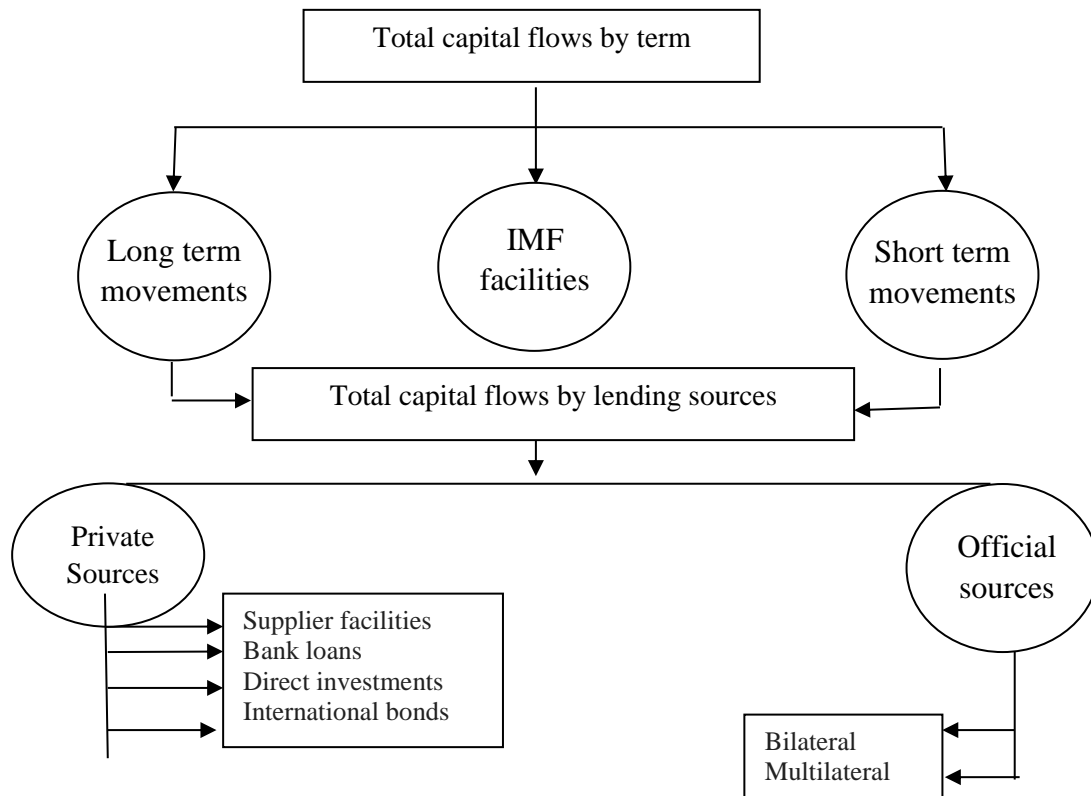 Total capital flows by term
Long term
movements
IMF
facilities
Short term
movements
Total capital flows by lending sources
Private
Sources
Official
sources
Supplier facilities
Bank loans
Direct investments
International bonds
Bilateral
Multilateral